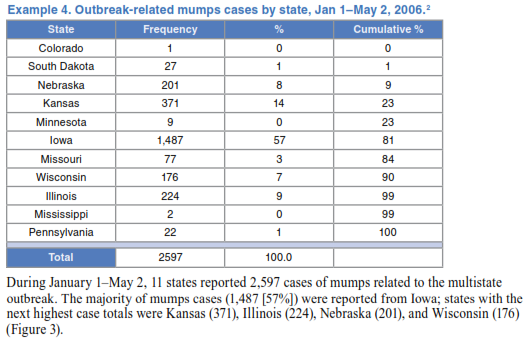 Example 4. Outbreak-related mumps cases by state, Jan 1–May 2, 2006.²
State Frequency % Cumulative %
Colorado 1 0 0
South Dakota 27 1 1
Nebraska 201 8 9
Kansas 371 14 23
Minnesota 9 0 23
Iowa 1,487 57 81
Missouri 77 3 84
Wisconsin 176 7 90
Illinois 224 9 99
Mississippi 2 0 99
Pennsylvania 22 1 100
Total 2597 100.0
During January 1–May 2, 11 states reported 2,597 cases of mumps related to the multistate
outbreak. The majority of mumps cases (1,487 [57%]) were reported from Iowa; states with the
next highest case totals were Kansas (371), Illinois (224), Nebraska (201), and Wisconsin (176)
(Figure 3).